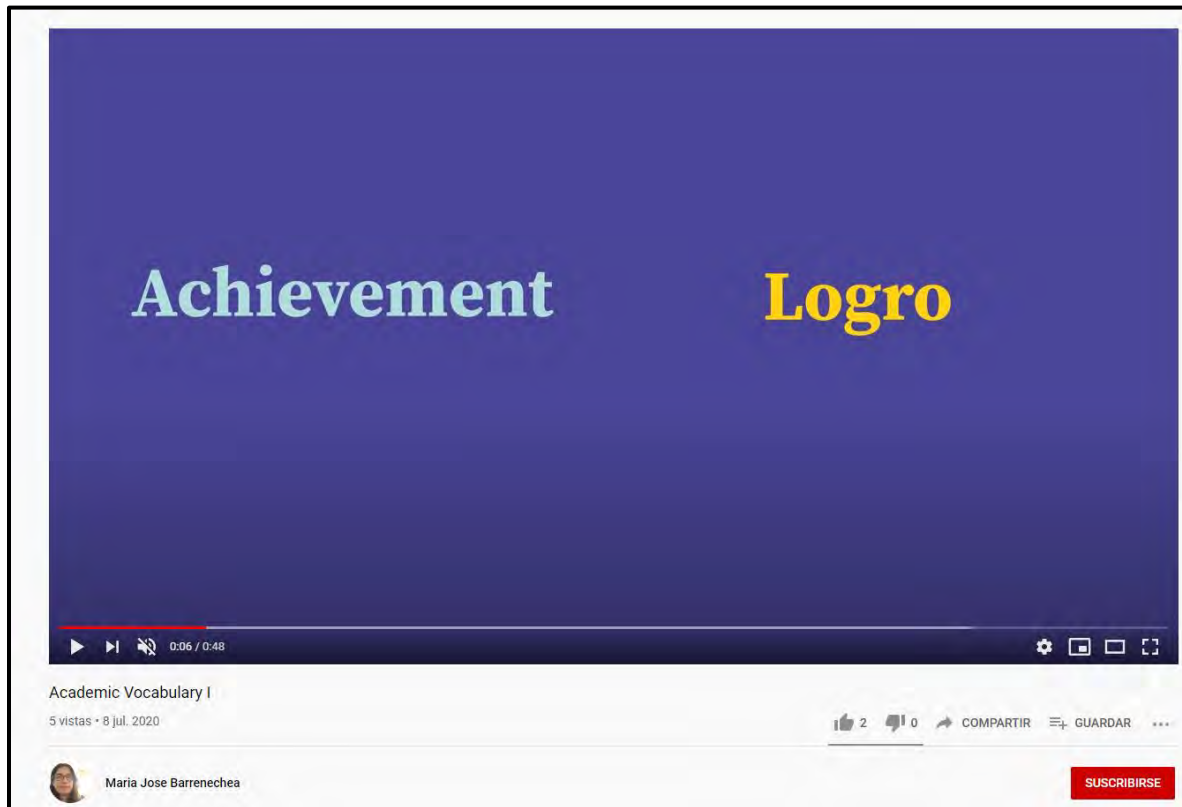 Achievement Logro
0:06 / 0:48
Academic Vocabulary I
5 vistas • 8 jul. 2020
2 0 COMPARTIR GUARDAR
Maria Jose Barrenechea
SUSCRIBIRSE